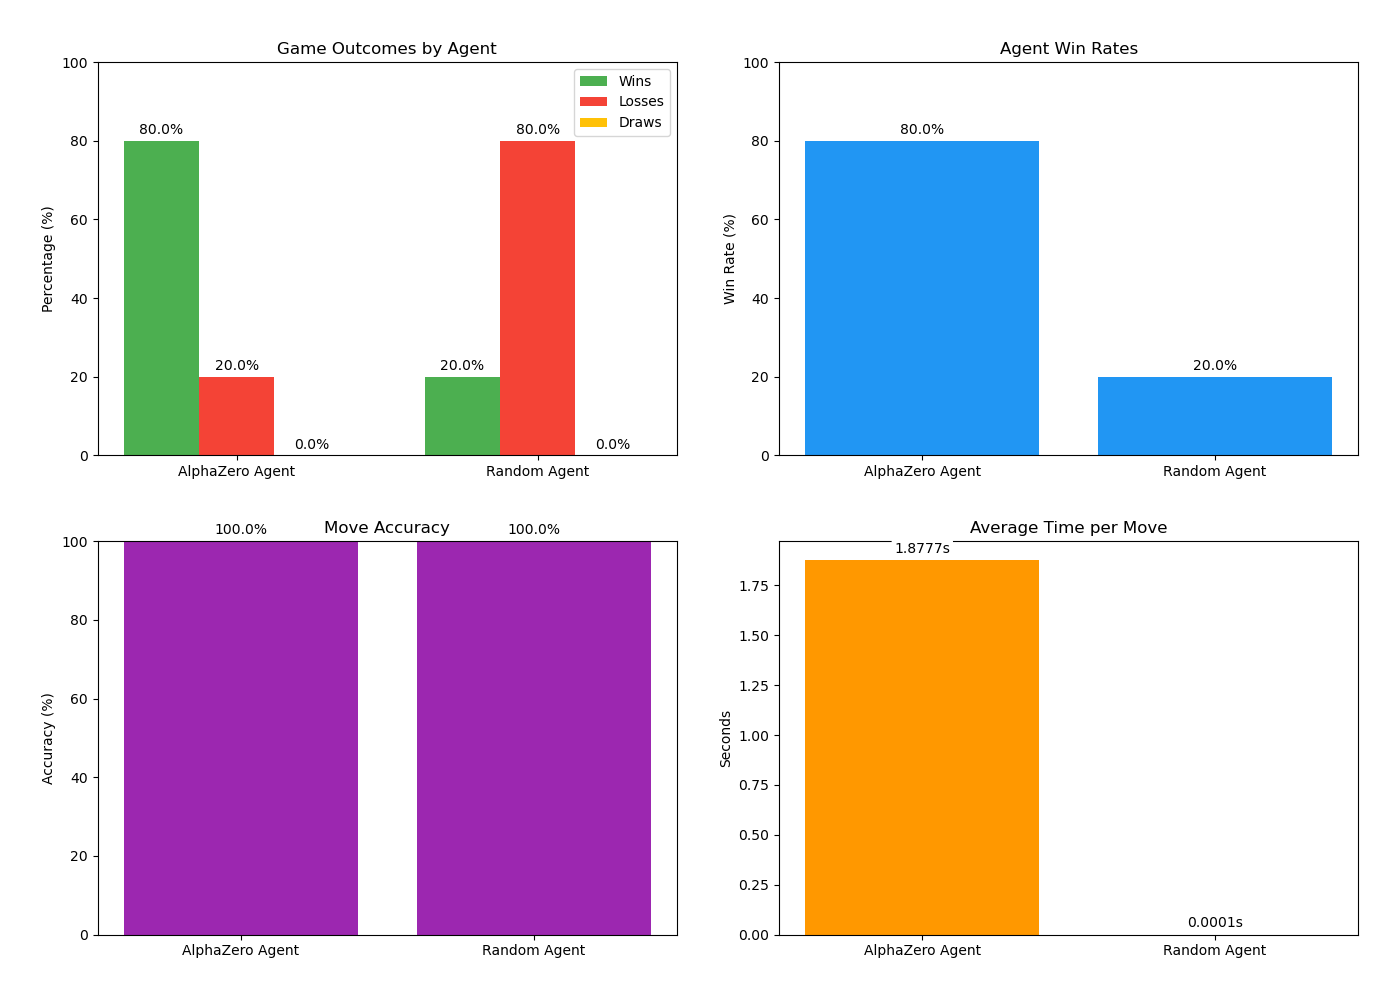 Game Outcomes by Agent
100
80
60
40
20
0
Percentage (%)
Wins
Losses
Draws
80.0%
20.0%
0.0%
20.0%
80.0%
0.0%
AlphaZero Agent
Random Agent
Agent Win Rates
100
80
60
40
20
0
Win Rate (%)
80.0%
20.0%
AlphaZero Agent
Random Agent
Move Accuracy
100
80
60
40
20
0
Accuracy (%)
100.0%
100.0%
AlphaZero Agent
Random Agent
Average Time per Move
1.75
1.50
1.25
1.00
0.75
0.50
0.25
0.00
Seconds
1.8777s
0.0001s
AlphaZero Agent
Random Agent